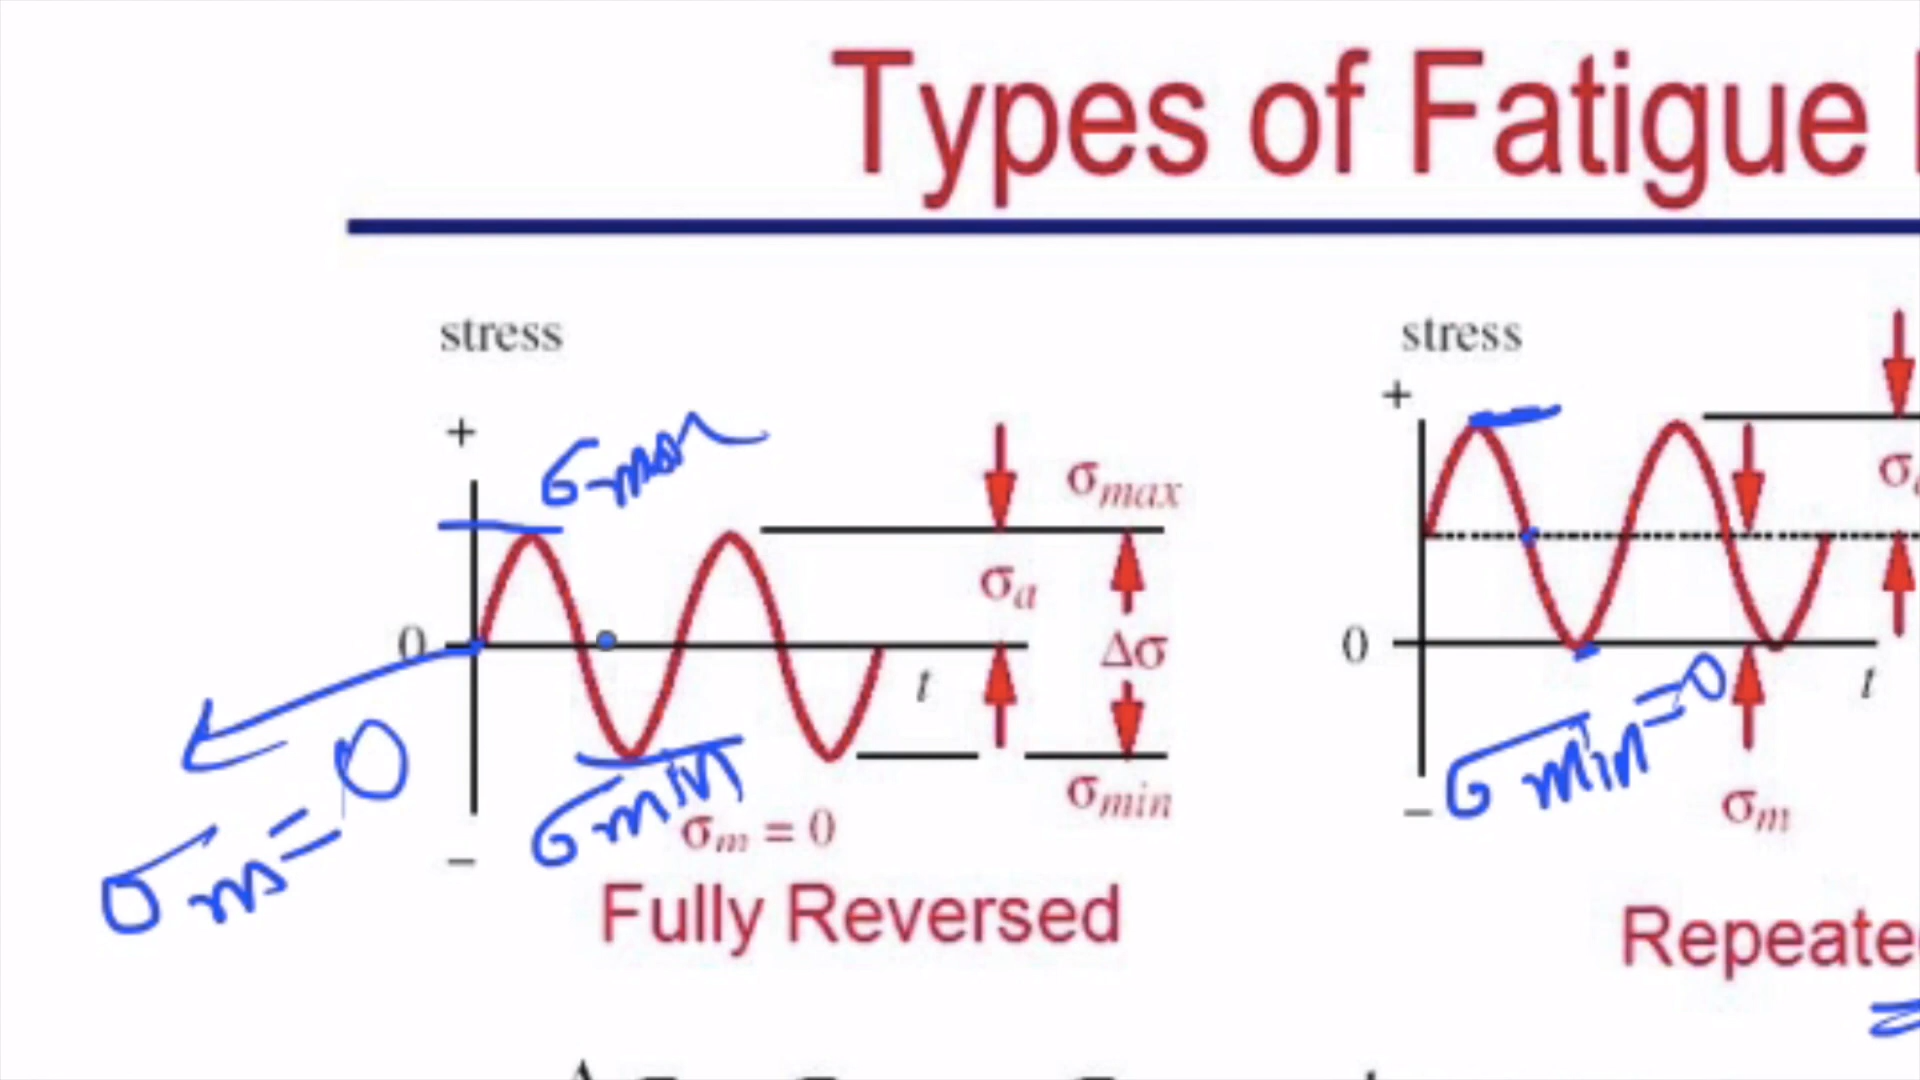 Types of Fatigue
stress
+
σmax
σmax
σa
0
Δσ
t
σm = 0
σmin
σmin
σm = 0
–
Fully Reversed
stress
+
0
t
σmin = 0
σm
–
Repeate